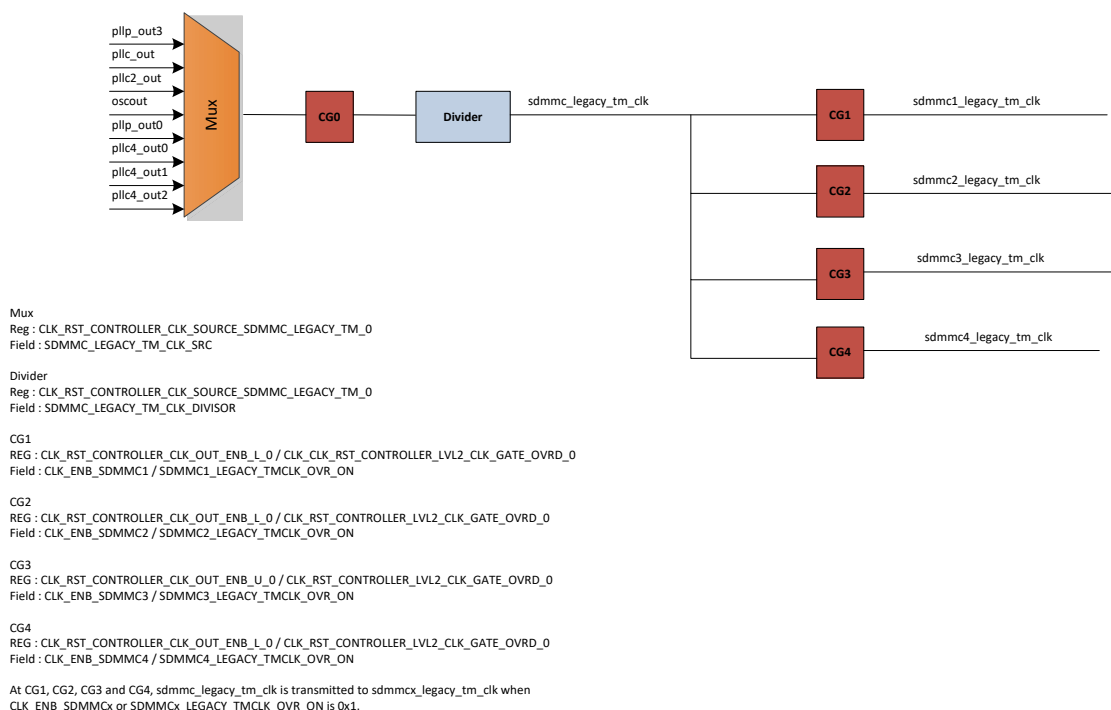 pllp_out3
pllc_out
pllc2_out
oscout
pllp_out0
pllc4_out0
pllc4_out1
pllc4_out2
Mux
CG0
Divider
sdmmc_legacy_tm_clk
CG1
sdmmc1_legacy_tm_clk
CG2
sdmmc2_legacy_tm_clk
CG3
sdmmc3_legacy_tm_clk
CG4
sdmmc4_legacy_tm_clk
Mux
Reg : CLK_RST_CONTROLLER_CLK_SOURCE_SDMMC_LEGACY_TM_0
Field : SDMMC_LEGACY_TM_CLK_SRC
Divider
Reg : CLK_RST_CONTROLLER_CLK_SOURCE_SDMMC_LEGACY_TM_0
Field : SDMMC_LEGACY_TM_CLK_DIVISOR
CG1
REG : CLK_RST_CONTROLLER_CLK_OUT_ENB_L_0 / CLK_CLK_RST_CONTROLLER_LVL2_CLK_GATE_OVRD_0
Field : CLK_ENB_SDMMC1 / SDMMC1_LEGACY_TMCLK_OVR_ON
CG2
REG : CLK_RST_CONTROLLER_CLK_OUT_ENB_L_0 / CLK_RST_CONTROLLER_LVL2_CLK_GATE_OVRD_0
Field : CLK_ENB_SDMMC2 / SDMMC2_LEGACY_TMCLK_OVR_ON
CG3
REG : CLK_RST_CONTROLLER_CLK_OUT_ENB_U_0 / CLK_RST_CONTROLLER_LVL2_CLK_GATE_OVRD_0
Field : CLK_ENB_SDMMC3 / SDMMC3_LEGACY_TMCLK_OVR_ON
CG4
REG : CLK_RST_CONTROLLER_CLK_OUT_ENB_L_0 / CLK_RST_CONTROLLER_LVL2_CLK_GATE_OVRD_0
Field : CLK_ENB_SDMMC4 / SDMMC4_LEGACY_TMCLK_OVR_ON
At CG1, CG2, CG3 and CG4, sdmmc_legacy_tm_clk is transmitted to sdmmcx_legacy_tm_clk when
CLK_ENB_SDMMCx or SDMMCx_LEGACY_TMCLK_OVR_ON is 0x1.